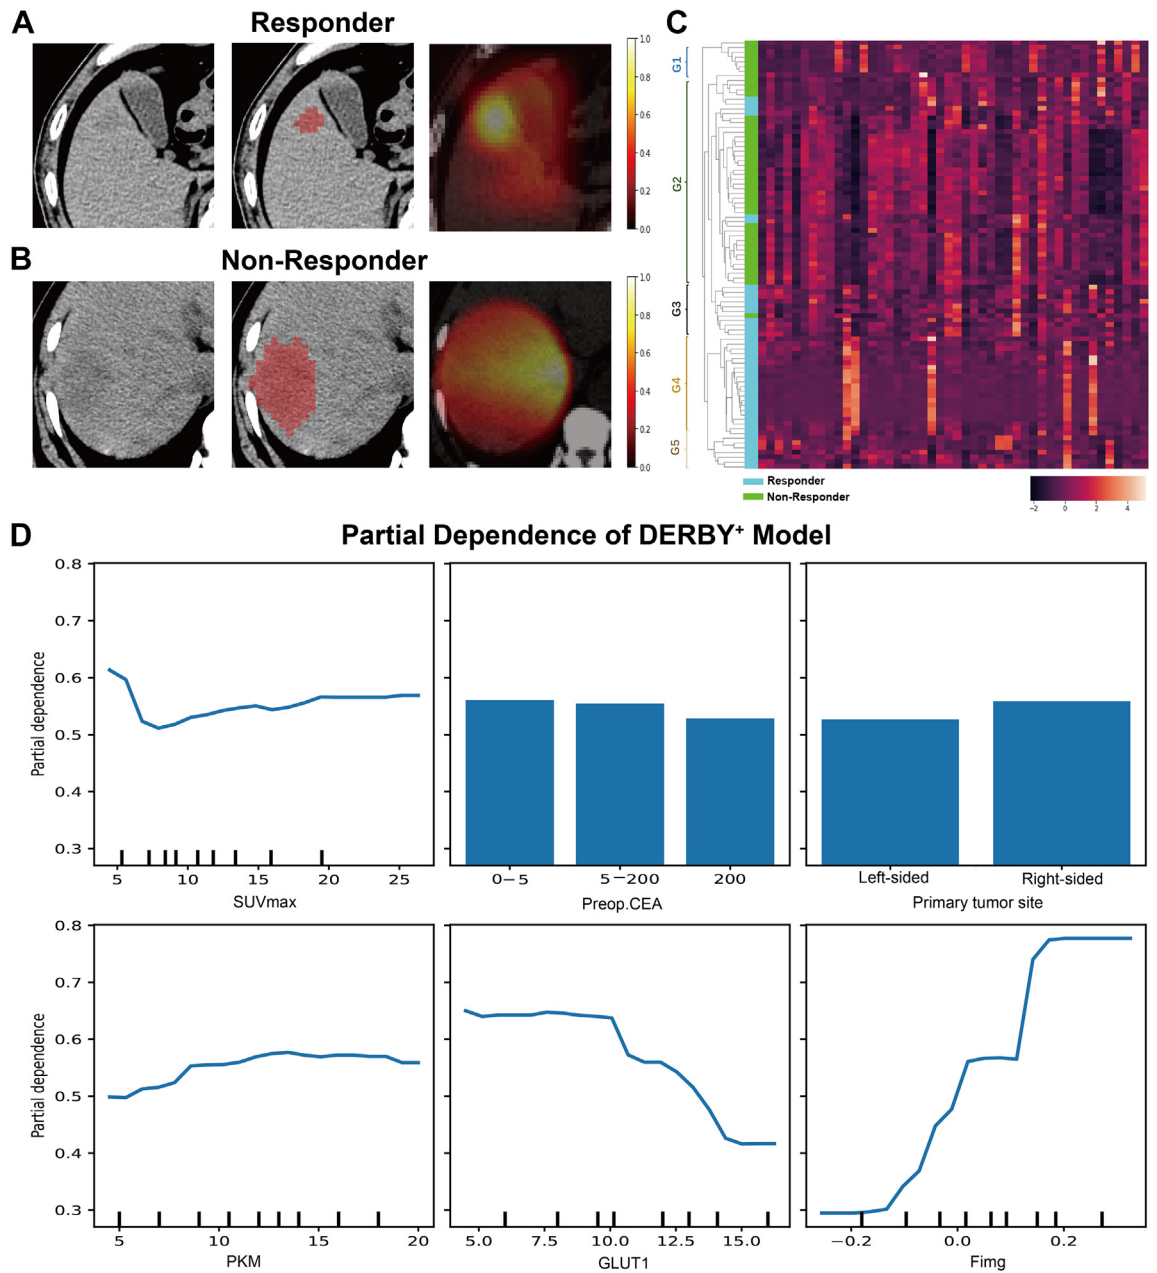 A
Responder
1.0
0.8
0.6
0.4
0.2
0.0
B
Non-Responder
1.0
0.8
0.6
0.4
0.2
0.0
C
G1
G2
G3
G4
G5
Responder
Non-Responder
−2 0 2 4
D
Partial Dependence of DERBY⁺ Model
Partial dependence
0.8
0.7
0.6
0.5
0.4
0.3
5 10 15 20 25
SUVmax
0−5 5−200 200
Preop.CEA
Left-sided Right-sided
Primary tumor site
Partial dependence
0.8
0.7
0.6
0.5
0.4
0.3
5 10 15 20
PKM
5.0 7.5 10.0 12.5 15.0
GLUT1
−0.2 0.0 0.2
Fimg